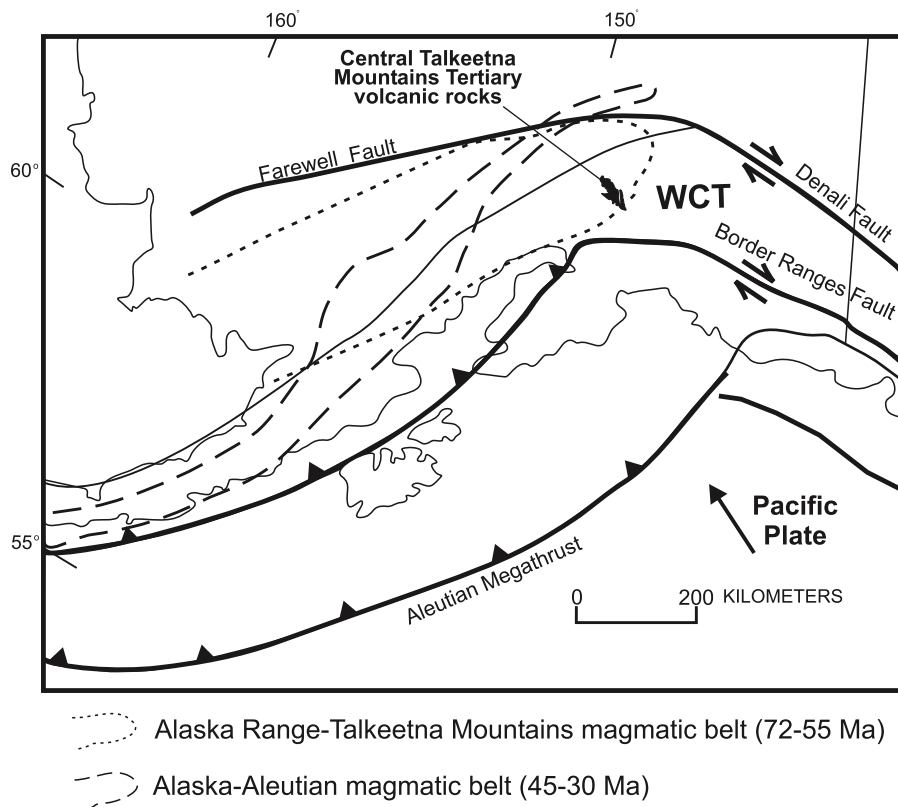 160°
150°
Central Talkeetna
Mountains Tertiary
volcanic rocks
Farewell Fault
60°
WCT
Denali Fault
Border Ranges Fault
Pacific
Plate
55°
Aleutian Megathrust
0 200 KILOMETERS
Alaska Range-Talkeetna Mountains magmatic belt (72-55 Ma)
Alaska-Aleutian magmatic belt (45-30 Ma)